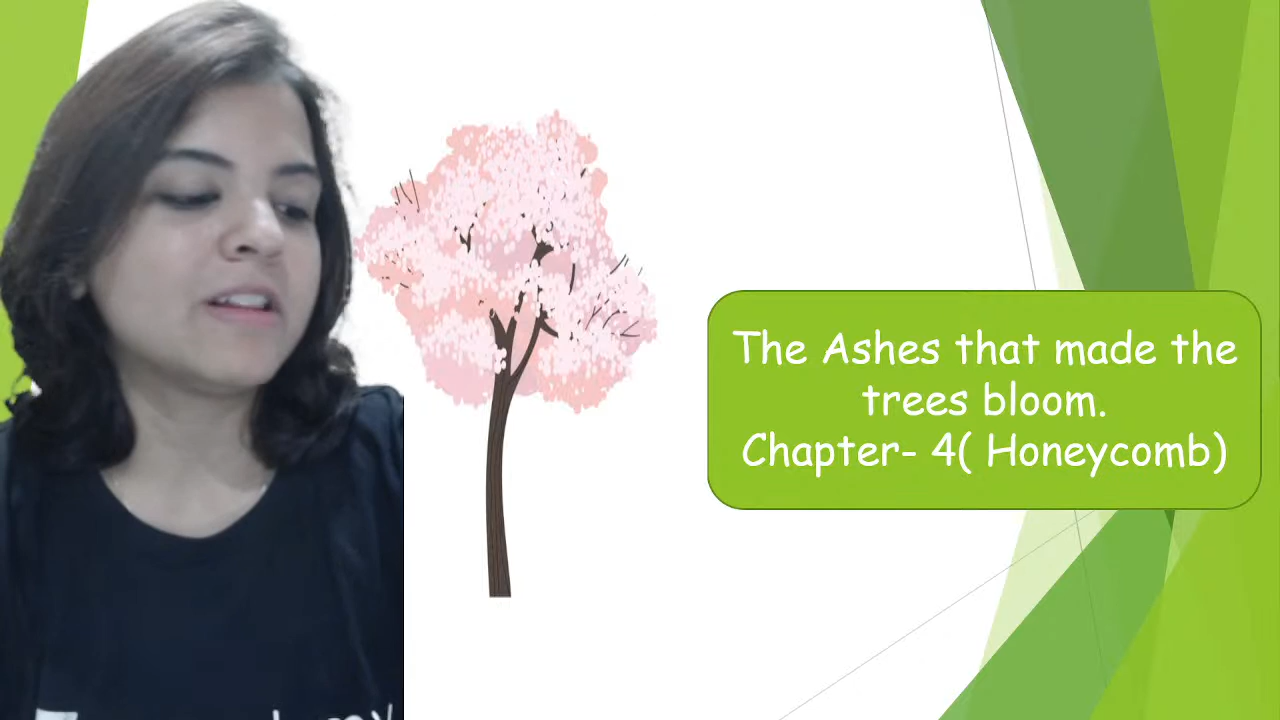 The Ashes that made the
trees bloom.
Chapter- 4( Honeycomb)